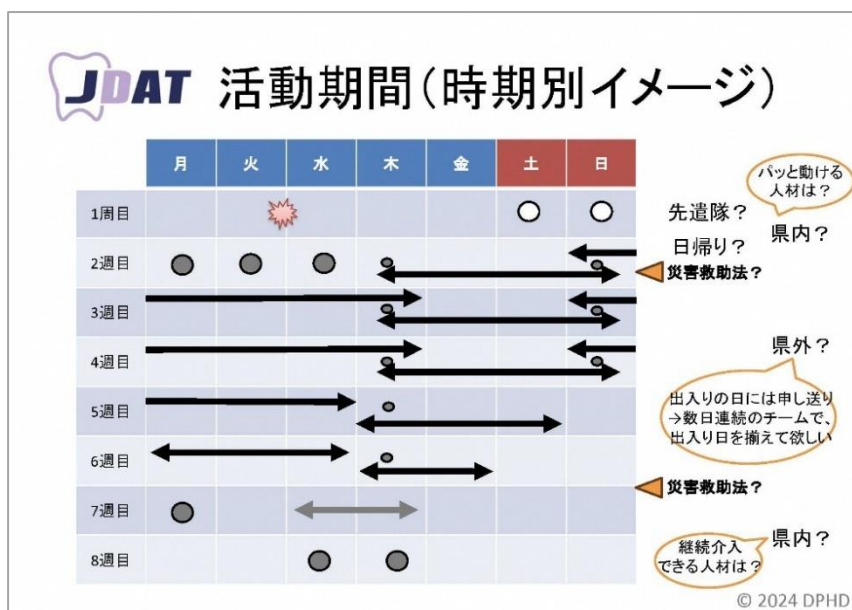 JDAT 活動期間(時期別イメージ)
月 火 水 木 金 土 日
パッと動ける
人材は?
1周目
先遣隊?
県内?
2週目
日帰り?
災害救助法?
3週目
4週目
県外?
5週目
出入りの日には申し送り
→数日連続のチームで、
出入り日を揃えて欲しい
6週目
災害救助法?
7週目
県内?
8週目
継続介入
できる人材は?
© 2024 DPHD